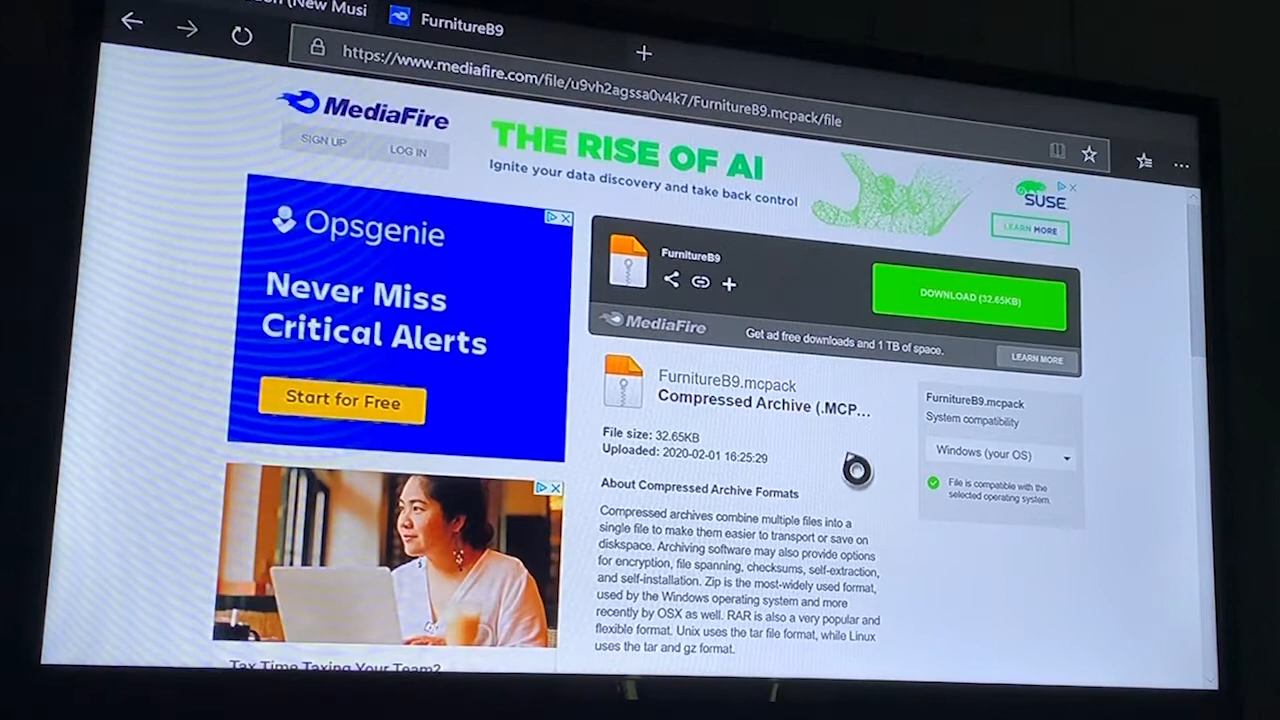 (New Musi
FurnitureB9
https://www.mediafire.com/file/u9vh2agssa0v4k7/FurnitureB9.mcpack/file
MediaFire
SIGN UP
LOG IN
THE RISE OF AI
Ignite your data discovery and take back control
SUSE
LEARN MORE
Opsgenie
Never Miss
Critical Alerts
Start for Free
FurnitureB9
DOWNLOAD (32.65KB)
MediaFire
Get ad free downloads and 1 TB of space.
LEARN MORE
FurnitureB9.mcpack
Compressed Archive (.MCP...
File size: 32.65KB
Uploaded: 2020-02-01 16:25:29
About Compressed Archive Formats
Compressed archives combine multiple files into a
single file to make them easier to transport or save on
diskspace. Archiving software may also provide options
for encryption, file spanning, checksums, self-extraction,
and self-installation. Zip is the most-widely used format,
used by the Windows operating system and more
recently by OSX as well. RAR is also a very popular and
flexible format. Unix uses the tar file format, while Linux
uses the tar and gz format.
FurnitureB9.mcpack
System compatibility
Windows (your OS)
File is compatible with the
selected operating system.
Tax Time Taxing Your Team?